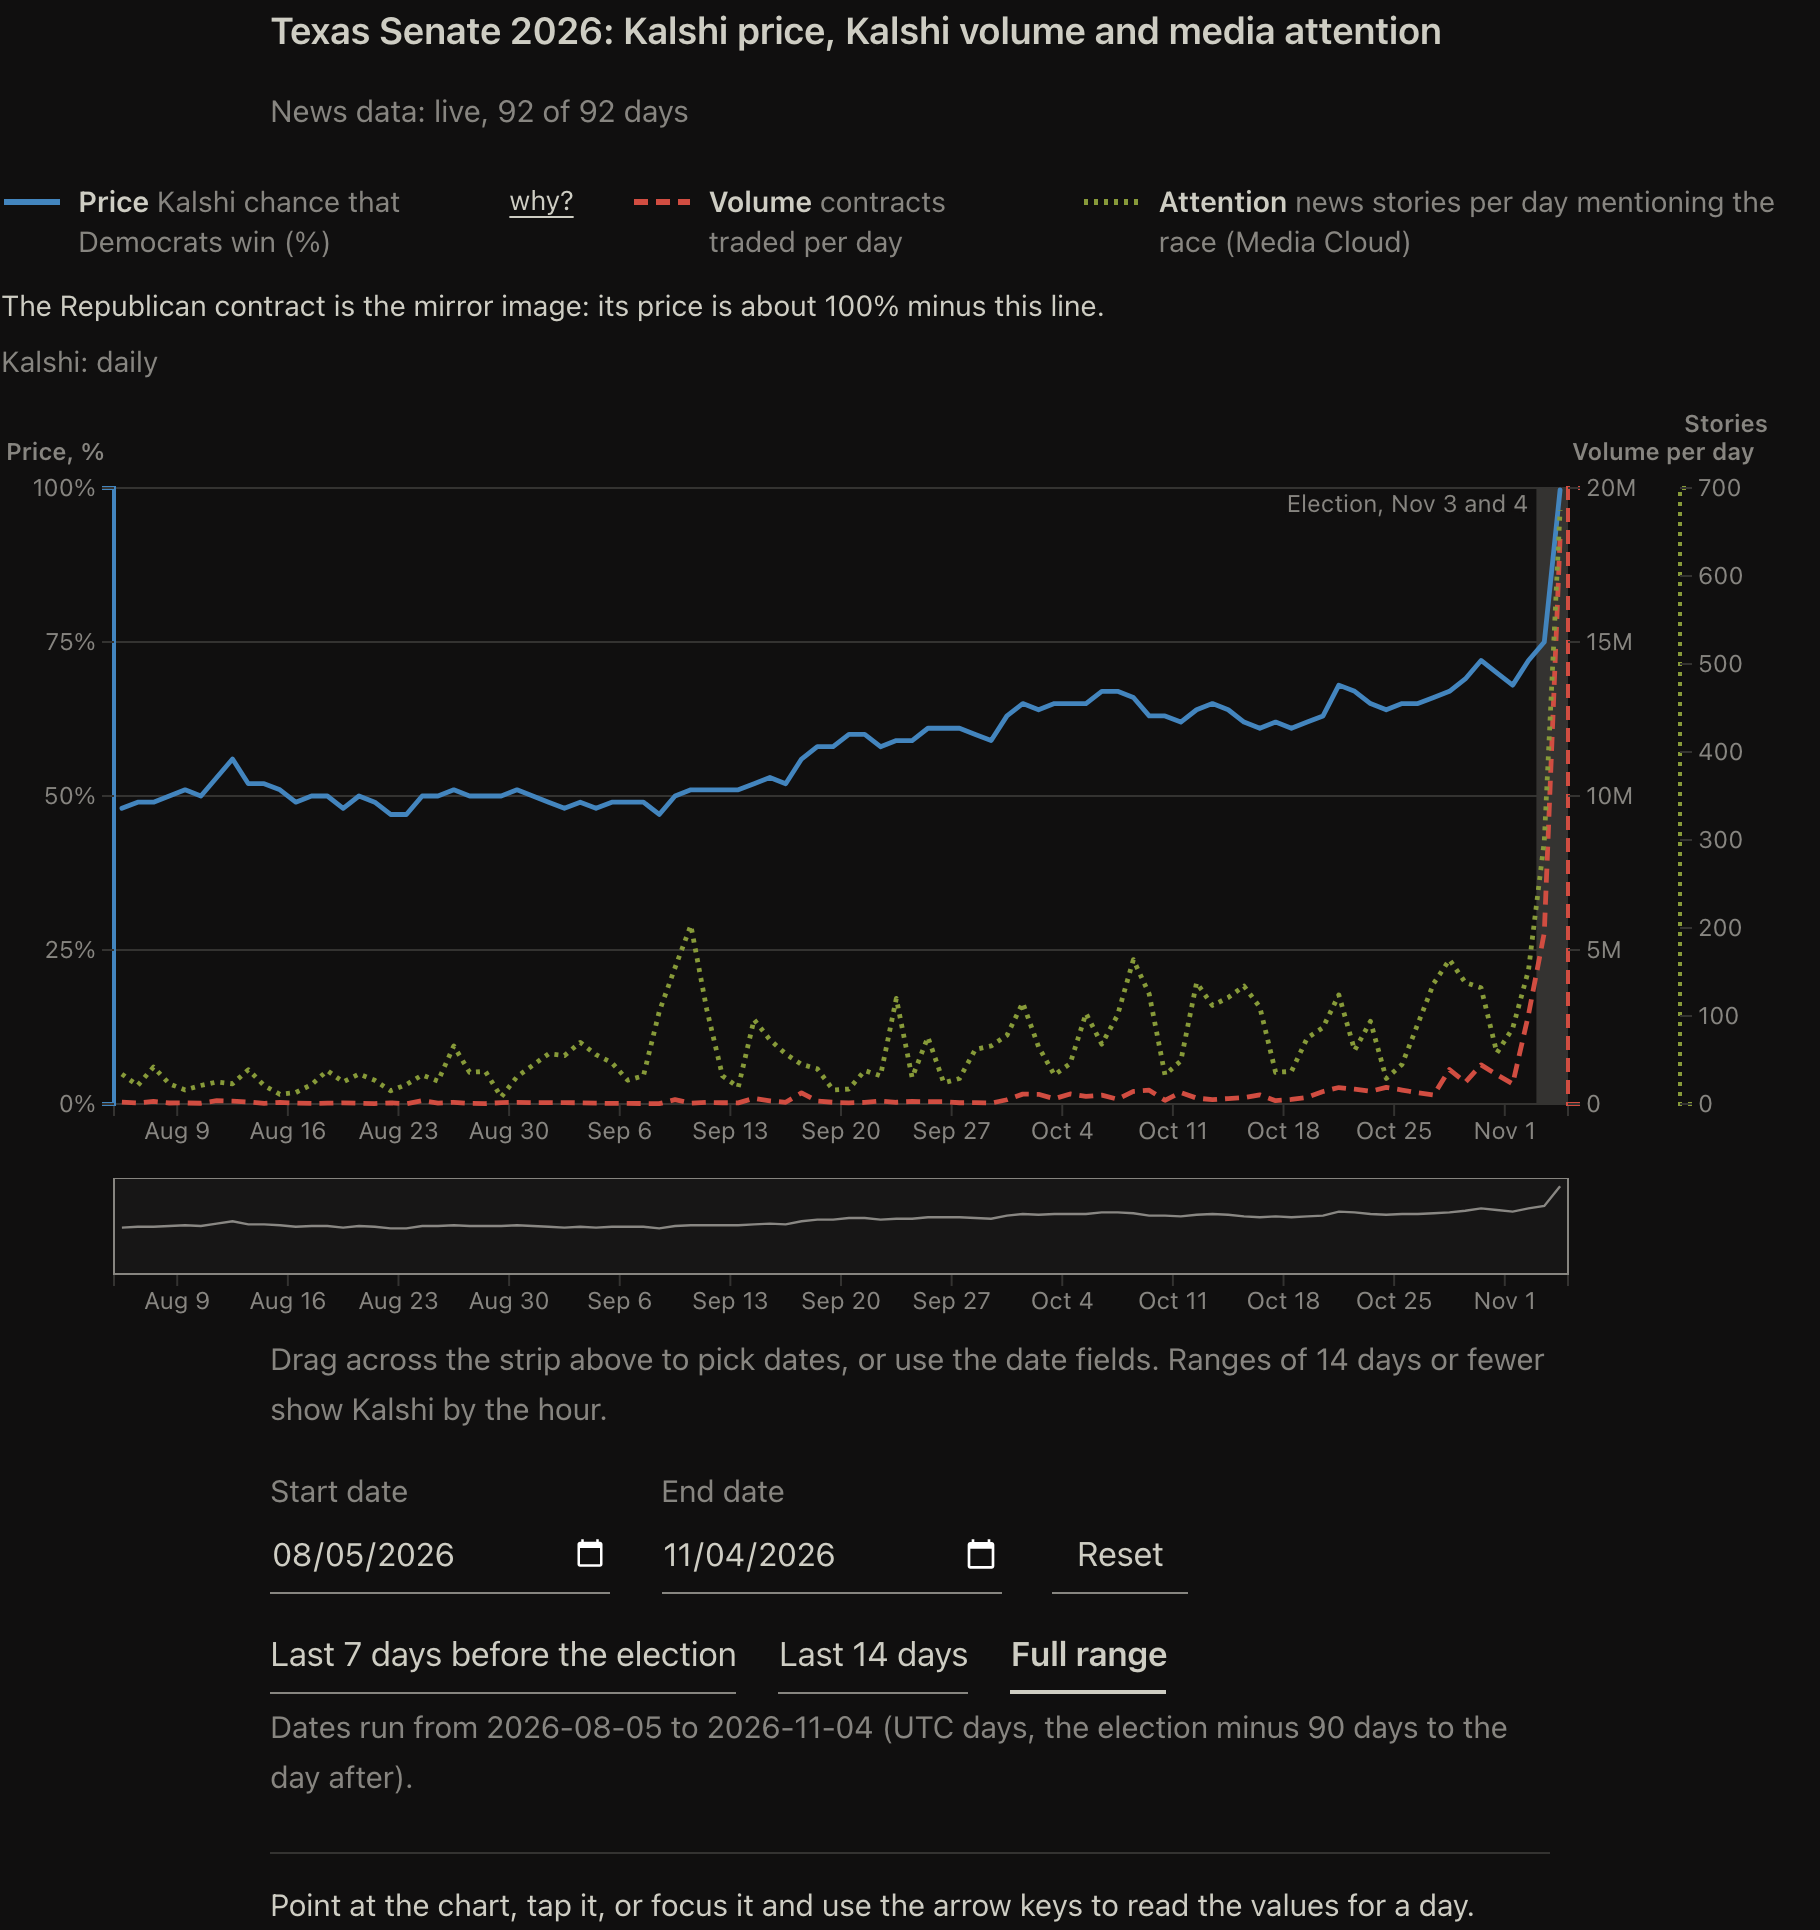 Texas Senate 2026: Kalshi price, Kalshi volume and media attention
News data: live, 92 of 92 days
Price Kalshi chance that
Democrats win (%)
why?
Volume contracts
traded per day
Attention news stories per day mentioning the
race (Media Cloud)
The Republican contract is the mirror image: its price is about 100% minus this line.
Kalshi: daily
Price, %
Stories
Volume per day
100%
75%
50%
25%
0%
Election, Nov 3 and 4
20M
15M
10M
5M
0
700
600
500
400
300
200
100
0
Aug 9 Aug 16 Aug 23 Aug 30 Sep 6 Sep 13 Sep 20 Sep 27 Oct 4 Oct 11 Oct 18 Oct 25 Nov 1
Aug 9 Aug 16 Aug 23 Aug 30 Sep 6 Sep 13 Sep 20 Sep 27 Oct 4 Oct 11 Oct 18 Oct 25 Nov 1
Drag across the strip above to pick dates, or use the date fields. Ranges of 14 days or fewer
show Kalshi by the hour.
Start date
08/05/2026
End date
11/04/2026
Reset
Last 7 days before the election
Last 14 days
Full range
Dates run from 2026-08-05 to 2026-11-04 (UTC days, the election minus 90 days to the
day after).
Point at the chart, tap it, or focus it and use the arrow keys to read the values for a day.